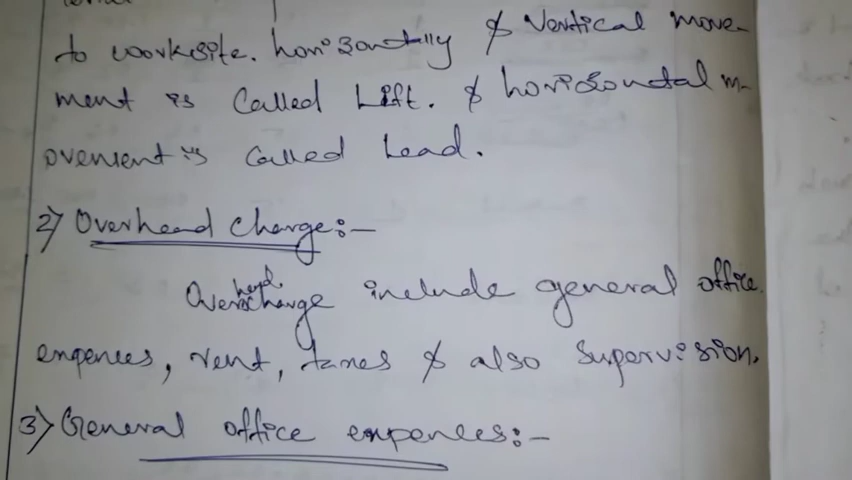 to worksite. horizontally & vertical move-
ment is called Lift. & horizontal m-
ovement is called Lead.
2) Overhead charge:-
Overhead charge include general office
expences, rent, taxes & also supervision.
3) General office expences:-